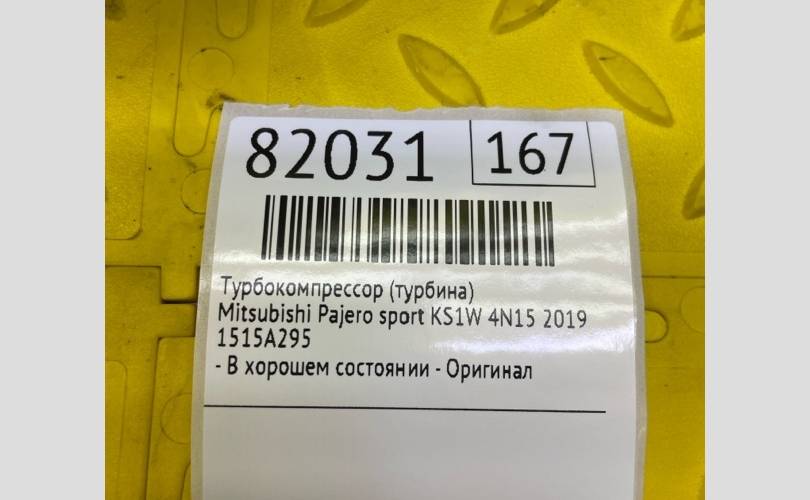 82031 167
Турбокомпрессор (турбина)
Mitsubishi Pajero sport KS1W 4N15 2019
1515A295
- В хорошем состоянии - Оригинал